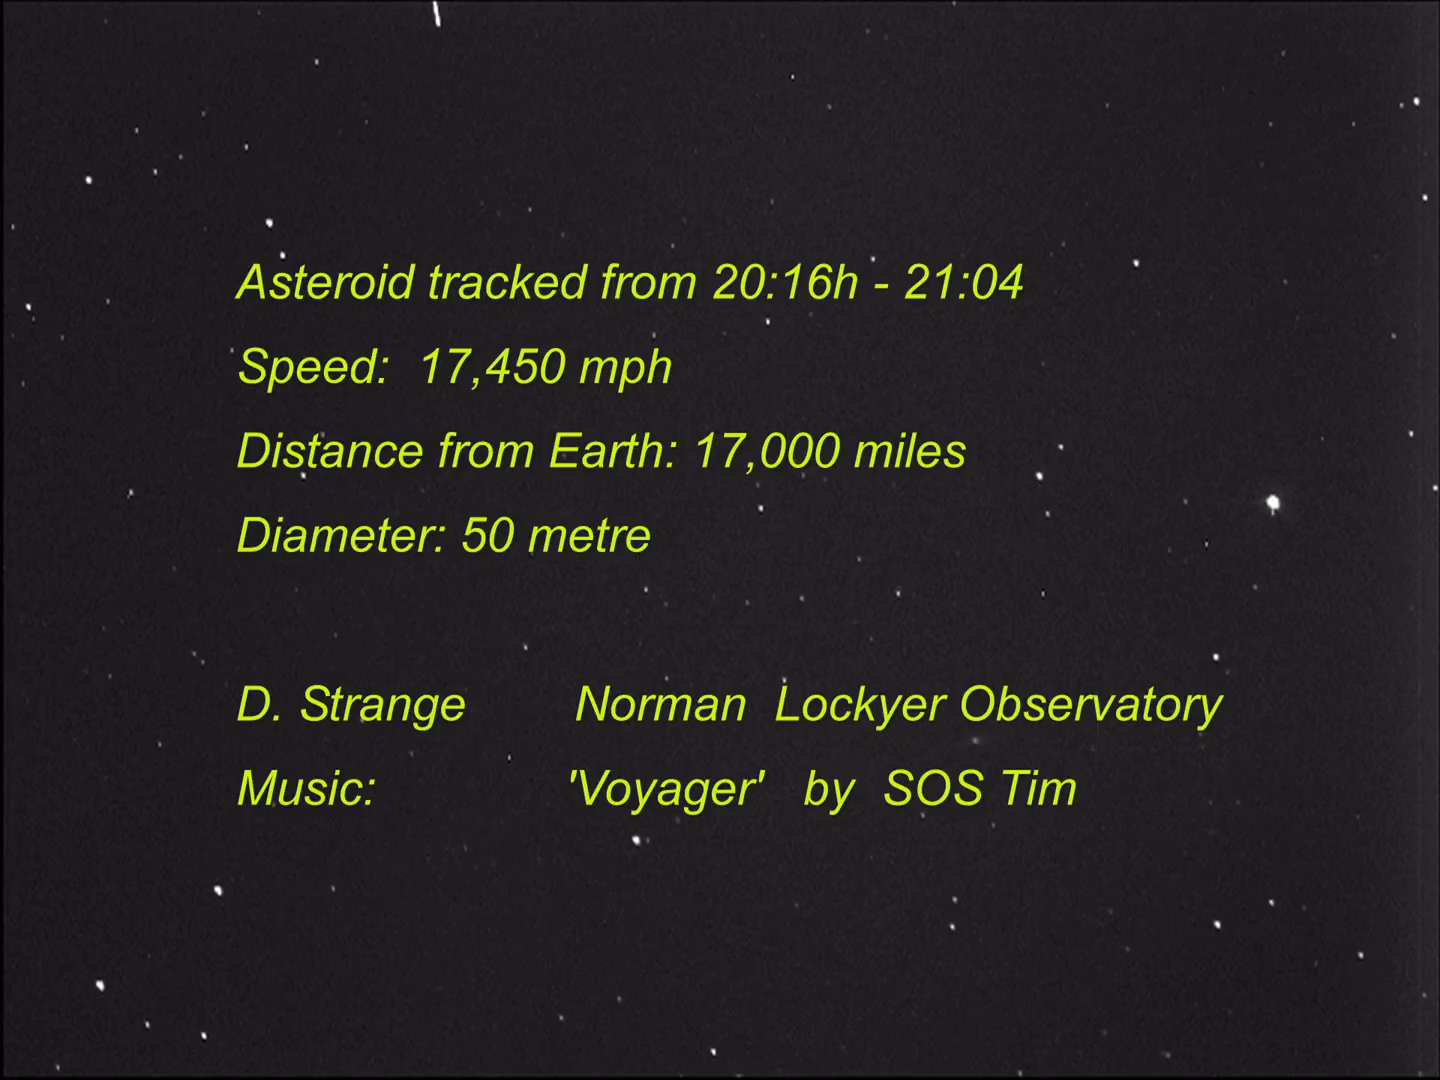 Asteroid tracked from 20:16h - 21:04
Speed: 17,450 mph
Distance from Earth: 17,000 miles
Diameter: 50 metre
D. Strange Norman Lockyer Observatory
Music: 'Voyager' by SOS Tim